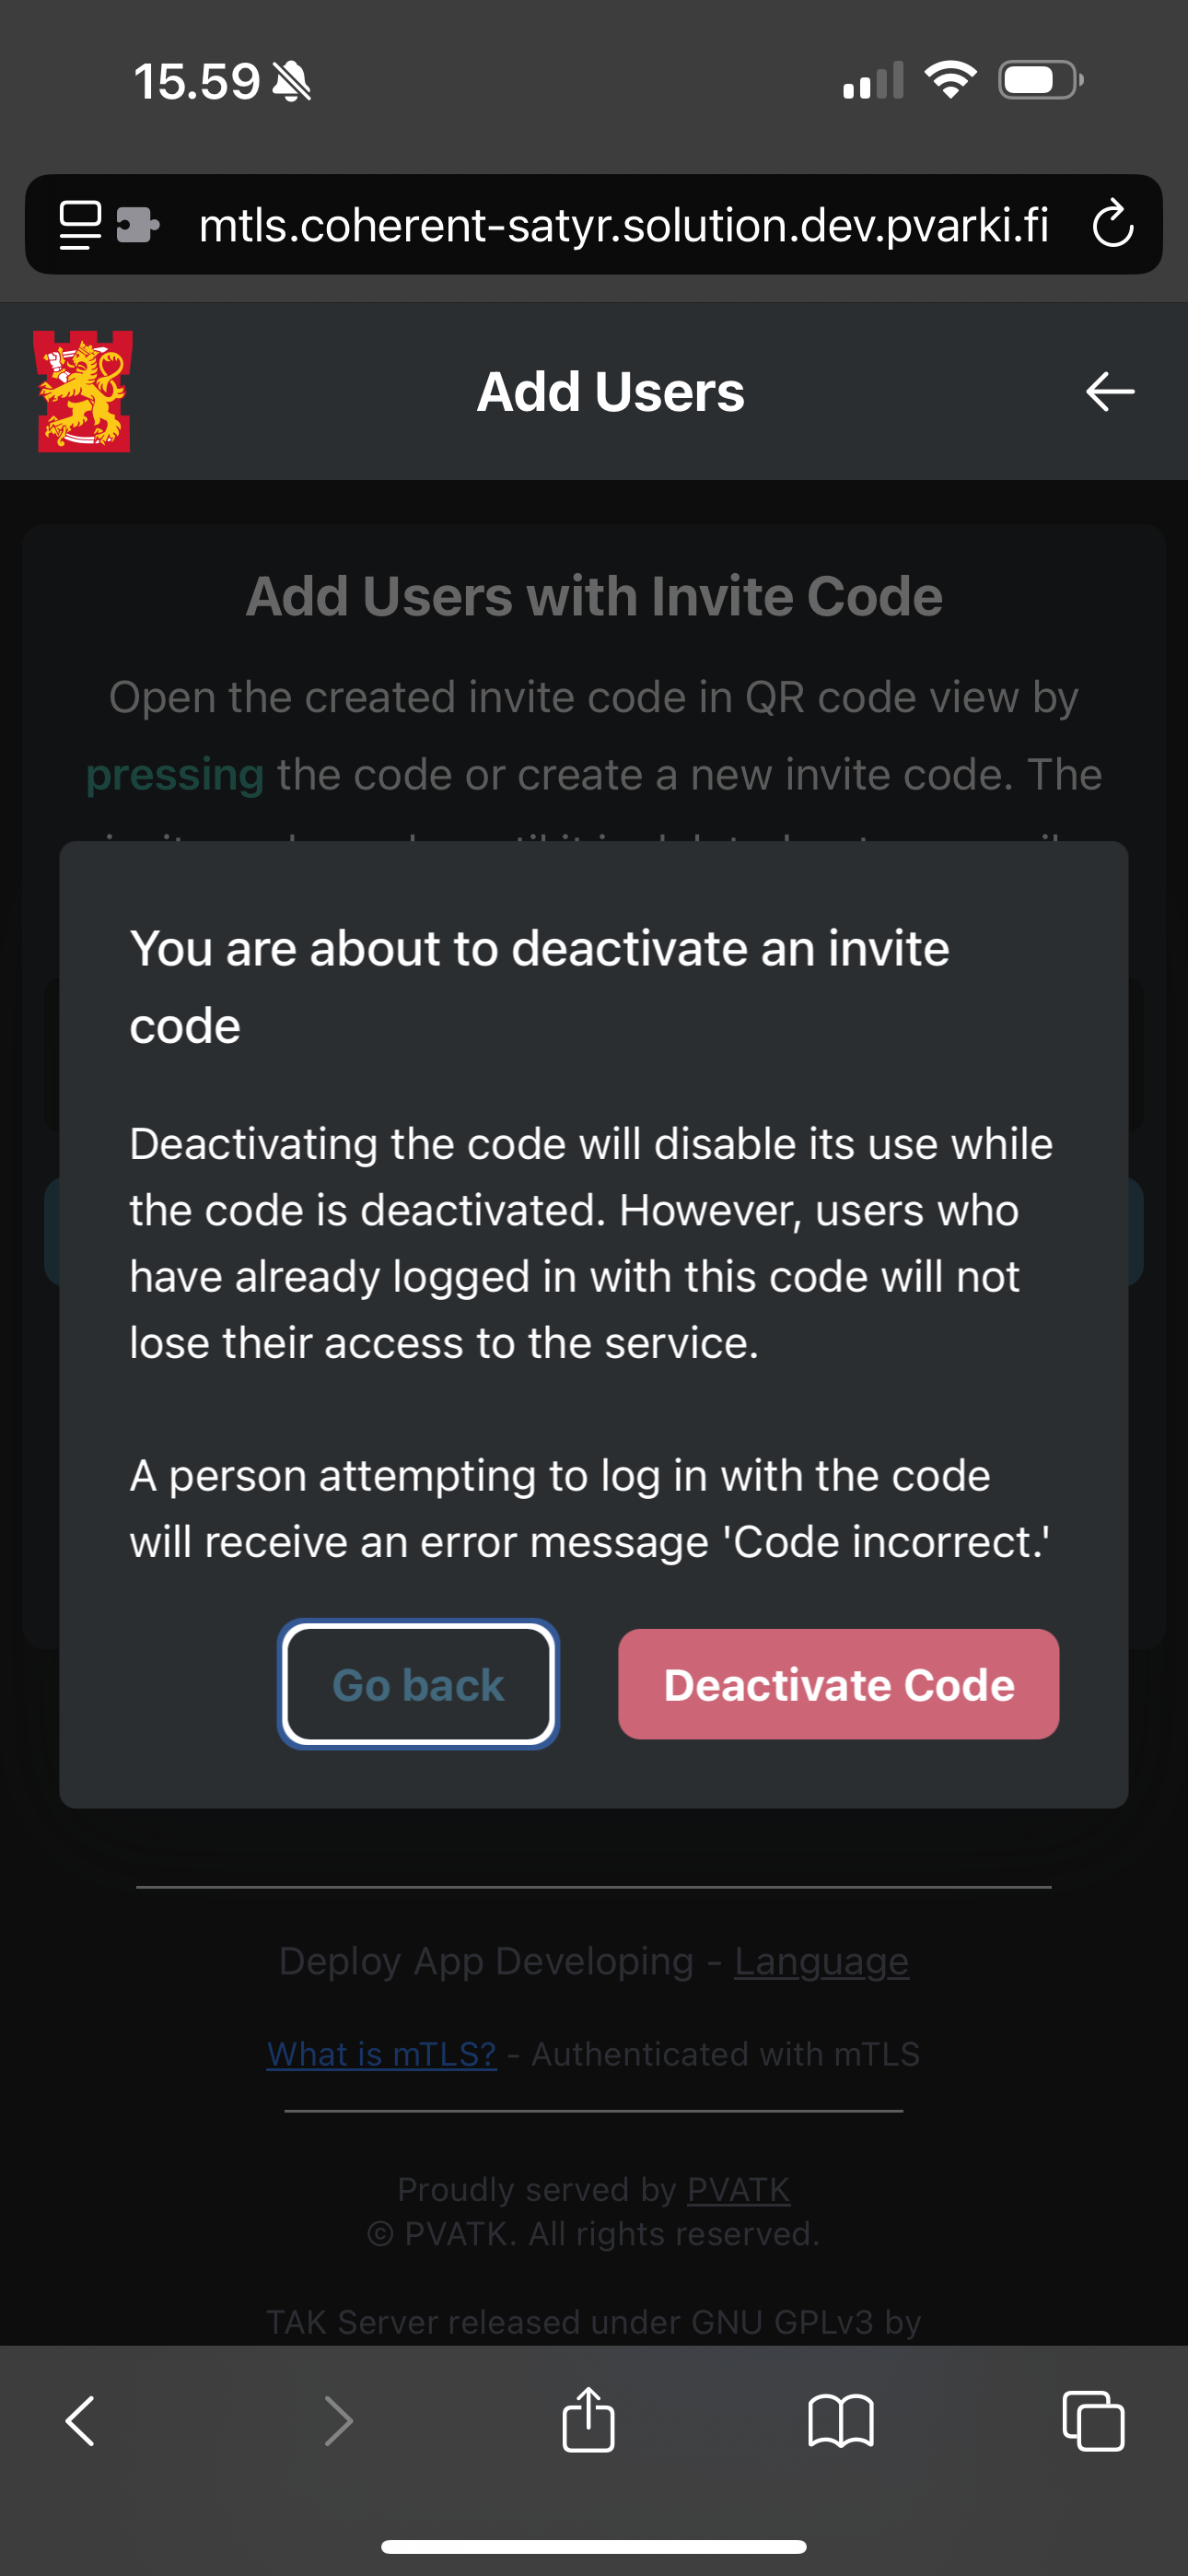 15.59
mtls.coherent-satyr.solution.dev.pvarki.fi
Add Users
Add Users with Invite Code
Open the created invite code in QR code view by
pressing the code or create a new invite code. The
You are about to deactivate an invite
code
Deactivating the code will disable its use while
the code is deactivated. However, users who
have already logged in with this code will not
lose their access to the service.
A person attempting to log in with the code
will receive an error message 'Code incorrect.'
Go back
Deactivate Code
Deploy App Developing - Language
What is mTLS? - Authenticated with mTLS
Proudly served by PVATK
© PVATK. All rights reserved.
TAK Server released under GNU GPLv3 by